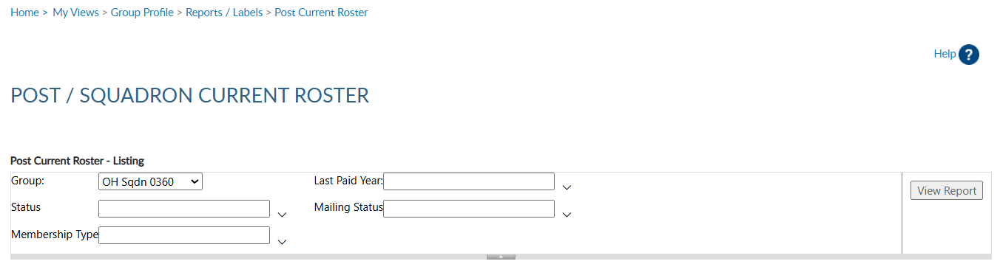 Home > My Views > Group Profile > Reports / Labels > Post Current Roster
Help ?
POST / SQUADRON CURRENT ROSTER
Post Current Roster - Listing
Group: OH Sqdn 0360 Last Paid Year: View Report
Status Mailing Status
Membership Type